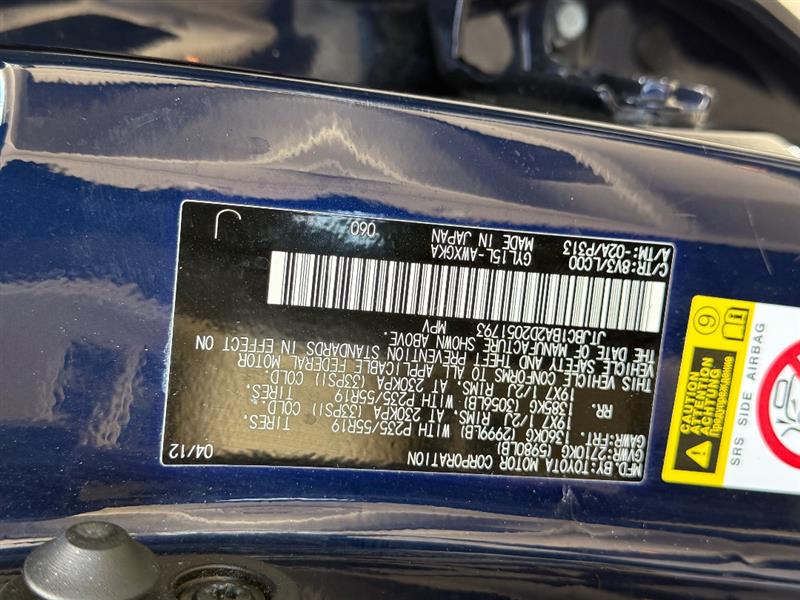 MFD. BY: TOYOTA MOTOR CORPORATION 04/12
GVWR: 2710KG (5980LB)
GAWR: FRT. 1360KG (2999LB) WITH P235/55R19 TIRES.
19X7 1/2J RIMS. AT 230KPA (33PSI) COLD.
RR. 1385KG (3056LB) WITH P235/55R19 TIRES.
19X7 1/2J RIMS. AT 230KPA (33PSI) COLD.
THIS VEHICLE CONFORMS TO ALL APPLICABLE FEDERAL MOTOR
VEHICLE SAFETY AND THEFT PREVENTION STANDARDS IN EFFECT ON
THE DATE OF MANUFACTURE SHOWN ABOVE.
JTJBC1BA2D2051793 MPV
C/TR: 8V3/LC00 GYL15L-AWXGKA 060
A/TM: -02A/P313 MADE IN JAPAN
J
CAUTION
ATTENTION
ACHTUNG
Предупреждение
SRS SIDE AIRBAG